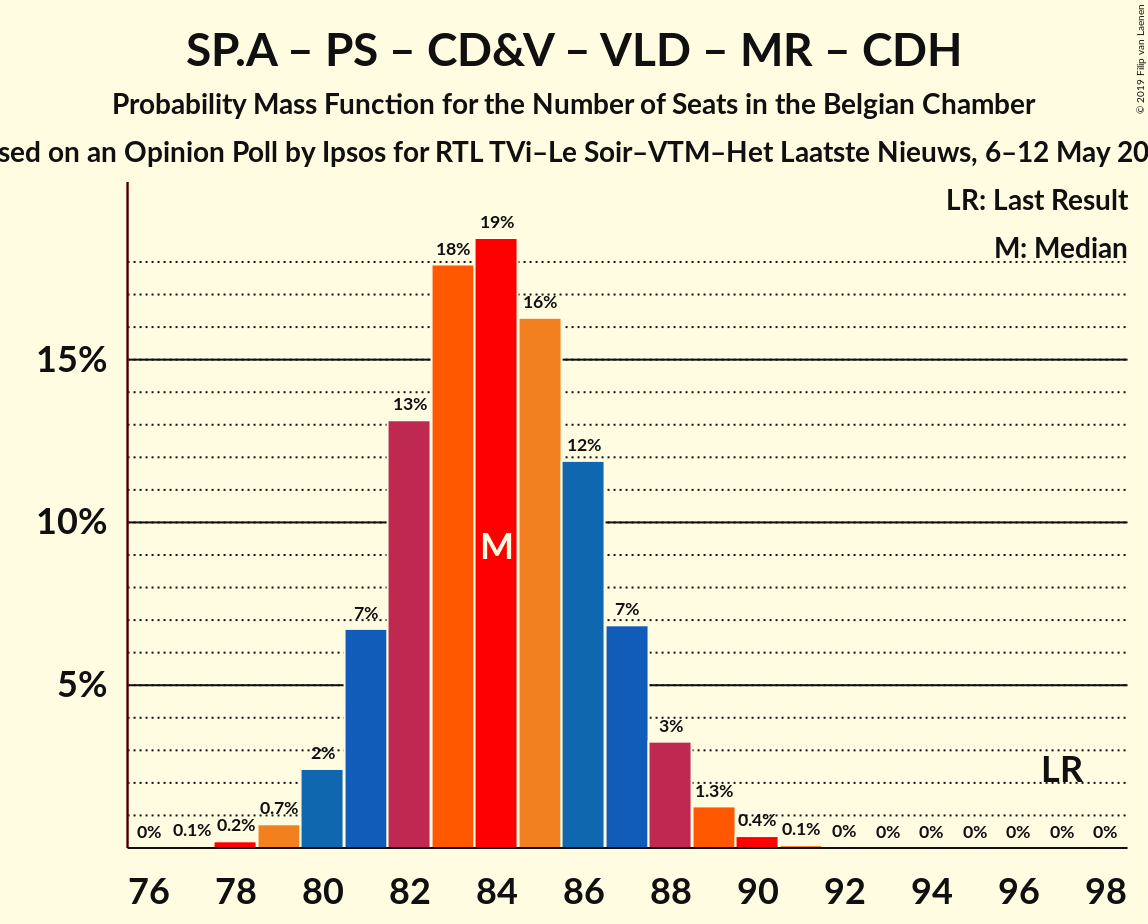 SP.A – PS – CD&V – VLD – MR – CDH
Probability Mass Function for the Number of Seats in the Belgian Chamber
sed on an Opinion Poll by Ipsos for RTL TVi–Le Soir–VTM–Het Laatste Nieuws, 6–12 May 20
© 2019 Filip van Laenen
LR: Last Result
M: Median
15%
10%
5%
0% 0.1% 0.2% 0.7% 2% 7% 13% 18% 19% 16% 12% 7% 3% 1.3% 0.4% 0.1% 0% 0% 0% 0% 0% 0% 0%
M
LR
76 78 80 82 84 86 88 90 92 94 96 98